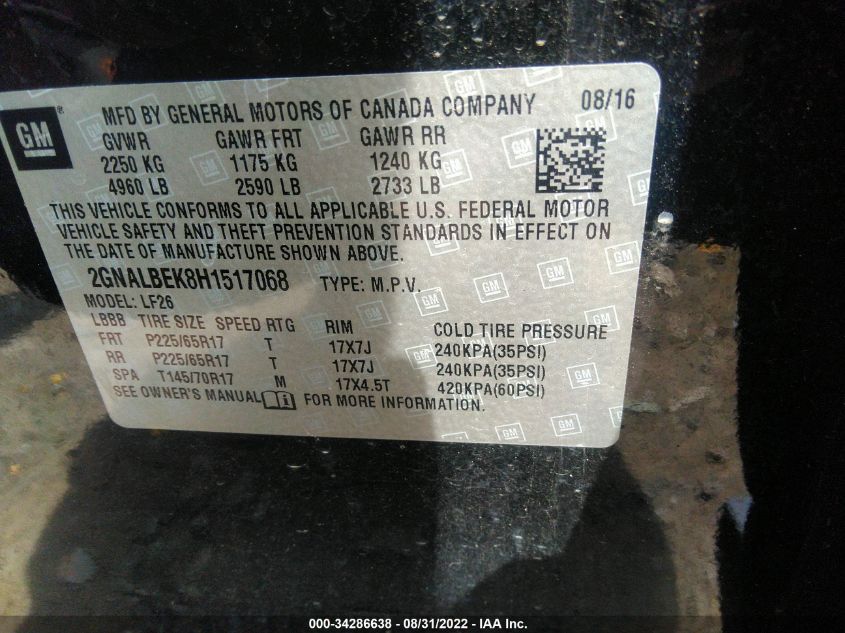 GM
MFD BY GENERAL MOTORS OF CANADA COMPANY 08/16
GVWR GAWR FRT GAWR RR
2250 KG 1175 KG 1240 KG
4960 LB 2590 LB 2733 LB
THIS VEHICLE CONFORMS TO ALL APPLICABLE U.S. FEDERAL MOTOR
VEHICLE SAFETY AND THEFT PREVENTION STANDARDS IN EFFECT ON
THE DATE OF MANUFACTURE SHOWN ABOVE.
2GNALBEK8H1517068 TYPE: M.P.V.
MODEL: LF26
LBBB TIRE SIZE SPEED RTG RIM COLD TIRE PRESSURE
FRT P225/65R17 T 17X7J 240KPA(35PSI)
RR P225/65R17 T 17X7J 240KPA(35PSI)
SPA T145/70R17 M 17X4.5T 420KPA(60PSI)
SEE OWNER'S MANUAL FOR MORE INFORMATION.
000-34286638 - 08/31/2022 - IAA Inc.